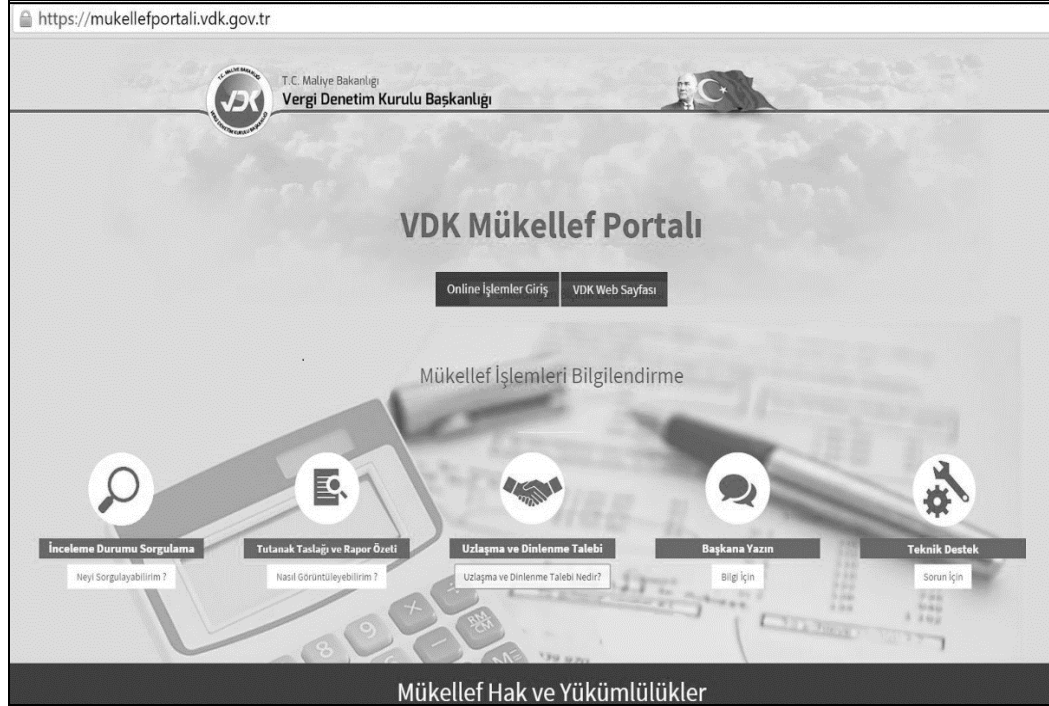 https://mukellefportali.vdk.gov.tr
T.C. Maliye Bakanlığı
Vergi Denetim Kurulu Başkanlığı
VDK
VDK Mükellef Portalı
Online İşlemler Giriş
VDK Web Sayfası
Mükellef İşlemleri Bilgilendirme
İnceleme Durumu Sorgulama
Neyi Sorgulayabilirim ?
Tutanak Taslağı ve Rapor Özeti
Nasıl Görüntüleyebilirim ?
Uzlaşma ve Dinlenme Talebi
Uzlaşma ve Dinlenme Talebi Nedir?
Başkana Yazın
Bilgi İçin
Teknik Destek
Sorun İçin
Mükellef Hak ve Yükümlülükler